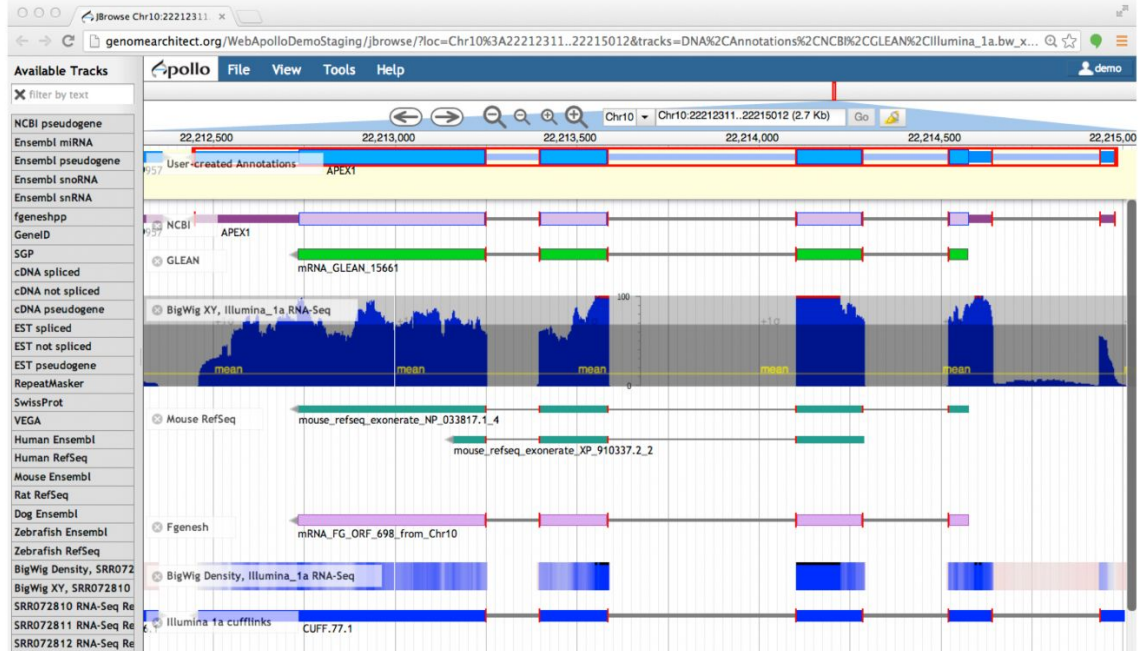 JBrowse Chr10:22212311.
genomearchitect.org/WebApolloDemoStaging/jbrowse/?loc=Chr10%3A22212311..22215012&tracks=DNA%2CAnnotations%2CNCBI%2CGLEAN%2CIllumina_1a.bw_x...
Available Tracks
filter by text
NCBI pseudogene
Ensembl miRNA
Ensembl pseudogene
Ensembl snoRNA
Ensembl snRNA
fgeneshpp
GeneID
SGP
cDNA spliced
cDNA not spliced
cDNA pseudogene
EST spliced
EST not spliced
EST pseudogene
RepeatMasker
SwissProt
VEGA
Human Ensembl
Human RefSeq
Mouse Ensembl
Rat RefSeq
Dog Ensembl
Zebrafish Ensembl
Zebrafish RefSeq
BigWig Density, SRR072
BigWig XY, SRR072810
SRR072810 RNA-Seq Re
SRR072811 RNA-Seq Re
SRR072812 RNA-Seq Re
Apollo File View Tools Help demo
Chr10 Chr10:22212311..22215012 (2.7 Kb) Go
22,212,500 22,213,000 22,213,500 22,214,000 22,214,500 22,215,00
User-created Annotations
957 APEX1
NCBI
APEX1
GLEAN
mRNA_GLEAN_15661
BigWig XY, Illumina_1a RNA-Seq
100
+1σ
mean mean mean mean mean
0
Mouse RefSeq
mouse_refseq_exonerate_NP_033817.1_4
mouse_refseq_exonerate_XP_910337.2_2
Fgenesh
mRNA_FG_ORF_698_from_Chr10
BigWig Density, Illumina_1a RNA-Seq
Illumina 1a cufflinks
CUFF.77.1